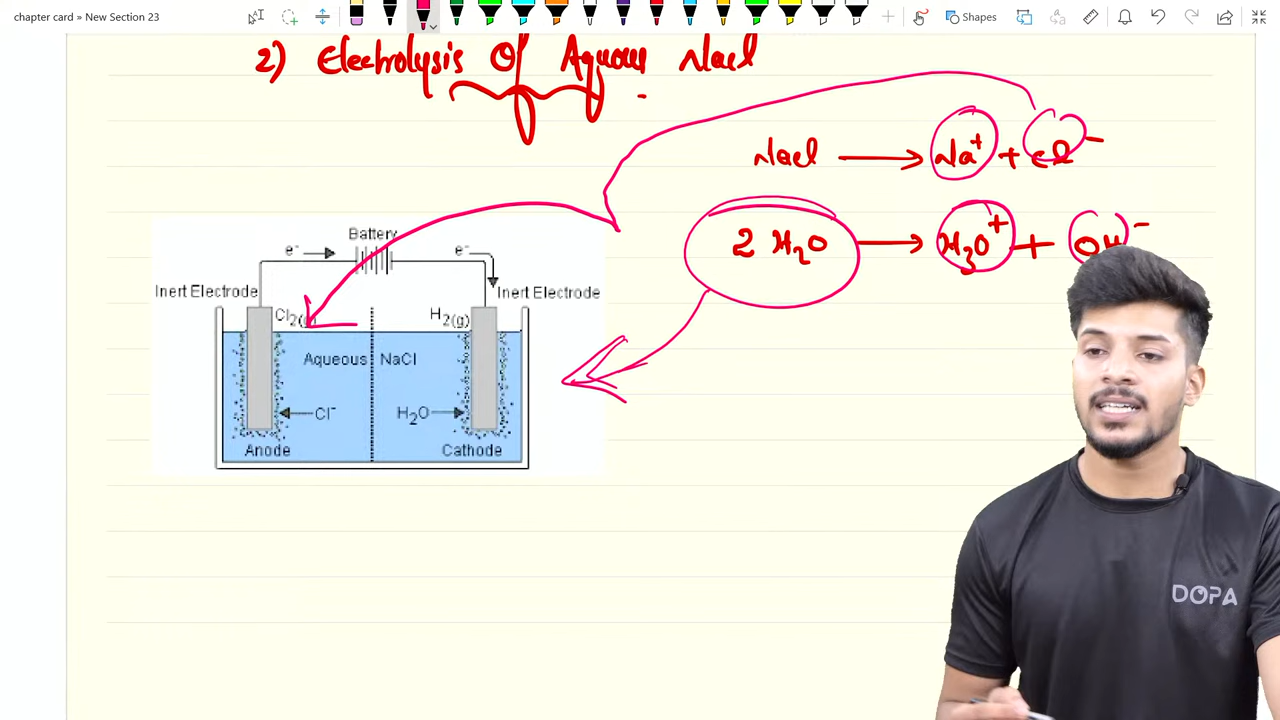 chapter card » New Section 23
Shapes
2) Electrolysis Of Aqueous Nacl
Nacl → Na+ + cl−
2 H2O → H3O+ + OH−
Battery
e− e−
Inert Electrode Inert Electrode
Cl2(g) H2(g)
Aqueous NaCl
Cl− H2O
Anode Cathode
DOPA